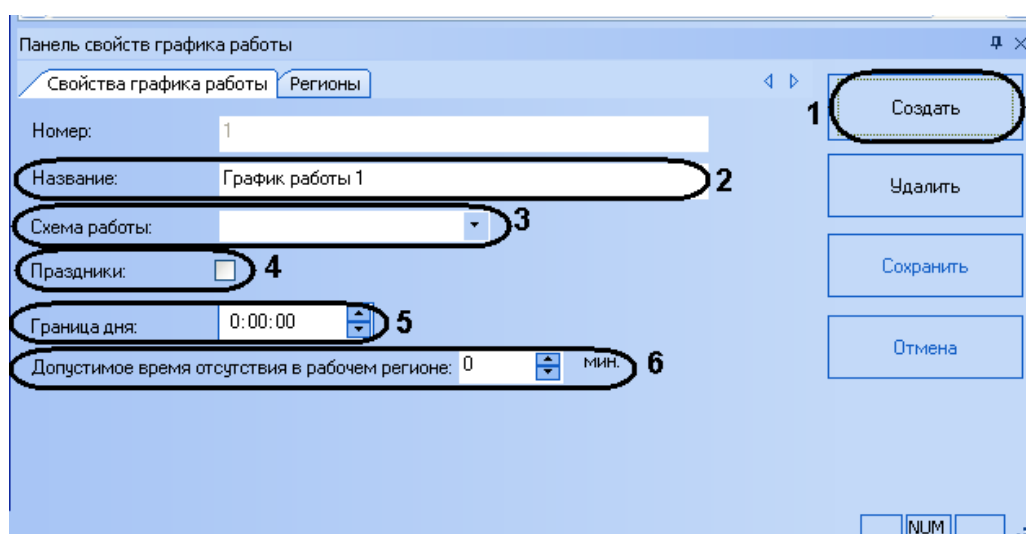 Панель свойств графика работы
Свойства графика работы Регионы
1 Создать
Номер: 1
Название: График работы 1 2
Удалить
Схема работы: 3
Праздники: 4
Сохранить
Граница дня: 0:00:00 5
Отмена
Допустимое время отсутствия в рабочем регионе: 0 мин. 6
NUM